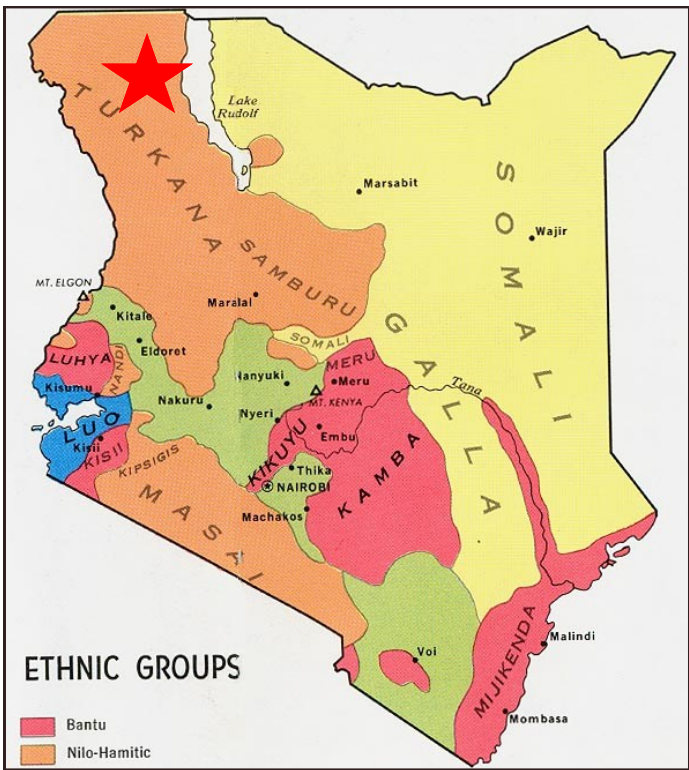 Lake
Rudolf
TURKANA
SOMALI
Marsabit
Wajir
SAMBURU
MT. ELGON
Maralal
Kitale
GALLA
SOMALI
Eldoret
LUHYA
NANDI
MERU
Nanyuki
Meru
Tana
Kisumu
MT. KENYA
Nakuru
Nyeri
LUO
Embu
Kisii
KISII
KIKUYU
KIPSIGIS
Thika
KAMBA
NAIROBI
MASAI
Machakos
Malindi
Voi
MIJIKENDA
ETHNIC GROUPS
Mombasa
Bantu
Nilo-Hamitic